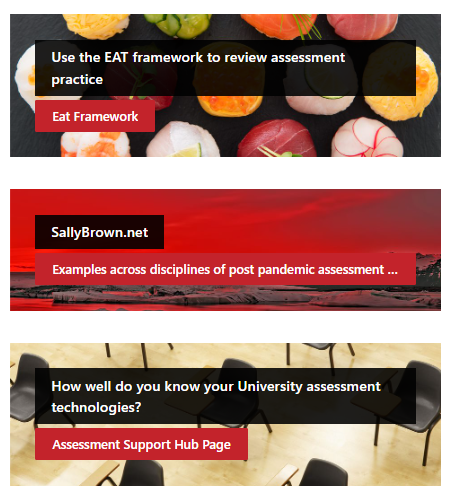 Use the EAT framework to review assessment
practice
Eat Framework
SallyBrown.net
Examples across disciplines of post pandemic assessment ...
How well do you know your University assessment
technologies?
Assessment Support Hub Page